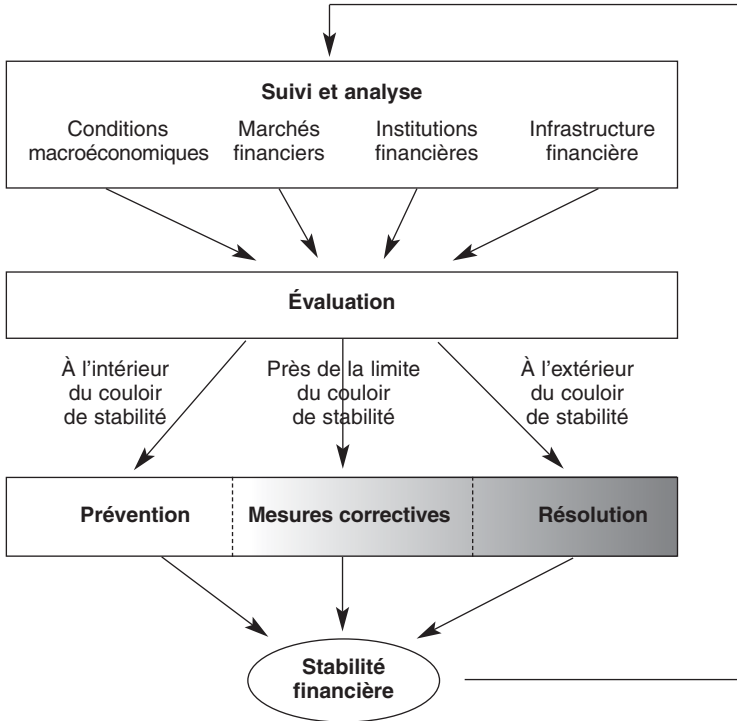 Suivi et analyse
Conditions
macroéconomiques
Marchés
financiers
Institutions
financières
Infrastructure
financière
Évaluation
À l’intérieur
du couloir
de stabilité
Près de la limite
du couloir
de stabilité
À l’extérieur
du couloir
de stabilité
Prévention
Mesures correctives
Résolution
Stabilité
financière